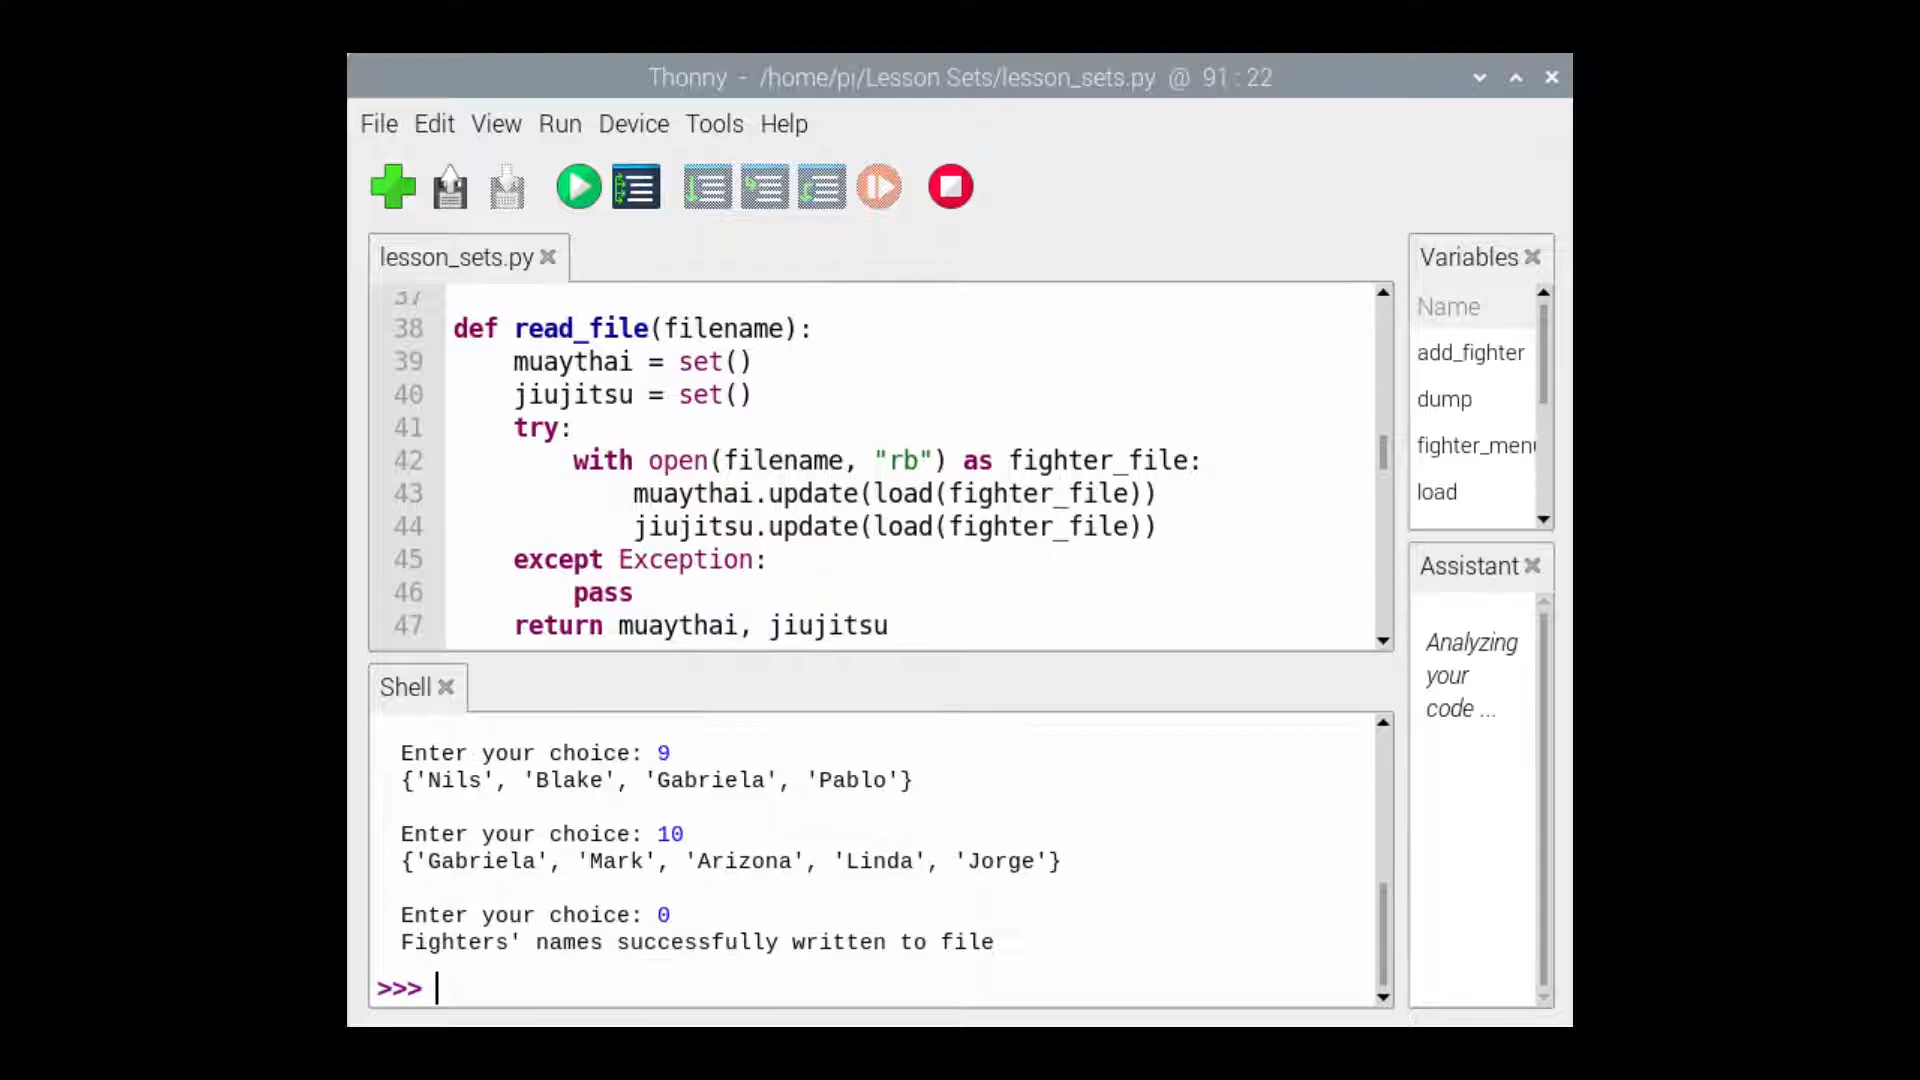 Thonny - /home/pi/Lesson Sets/lesson_sets.py @ 91 : 22
File Edit View Run Device Tools Help
lesson_sets.py
37
38 def read_file(filename):
39     muaythai = set()
40     jiujitsu = set()
41     try:
42         with open(filename, "rb") as fighter_file:
43             muaythai.update(load(fighter_file))
44             jiujitsu.update(load(fighter_file))
45     except Exception:
46         pass
47     return muaythai, jiujitsu
Shell
Enter your choice: 9
{'Nils', 'Blake', 'Gabriela', 'Pablo'}
Enter your choice: 10
{'Gabriela', 'Mark', 'Arizona', 'Linda', 'Jorge'}
Enter your choice: 0
Fighters' names successfully written to file
>>>
Variables
Name
add_fighter
dump
fighter_menu
load
Assistant
Analyzing
your
code ...